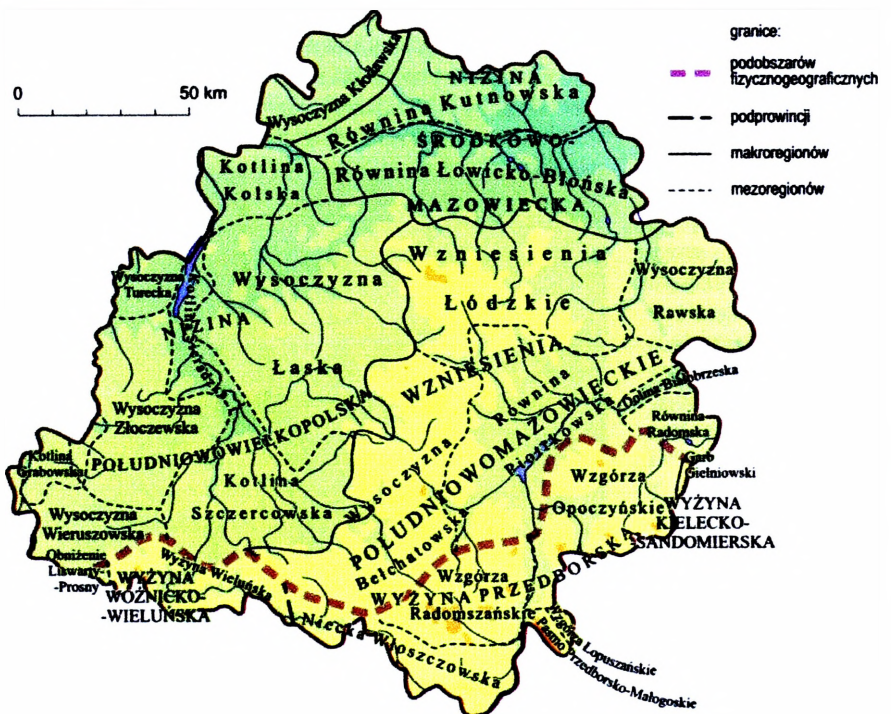 granice:
podobszarów
fizycznogeograficznych
podprowincji
makroregionów
mezoregionów
0 50 km
Wysoczyzna Kłodawska
NIZINA
Równina Kutnowska
ŚRODKOWO-
Kotlina
Kolska
Równina Łowicko-Błońska
MAZOWIECKA
Wzniesienia
Łódzkie
Wysoczyzna
Rawska
Wysoczyzna
Turecka
Wysoczyzna
Łaska
NIZINA
Kotlina Sieradzka
WZNIESIENIA
Dolina Białobrzeska
Równina
Piotrkowska
Równina
Radomska
Wysoczyzna
Złoczewska
POŁUDNIOWOWIELKOPOLSKA
Garb
Gielniowski
Kotlina
Grabowska
Kotlina
Szczercowska
Wysoczyzna
Bełchatowska
POŁUDNIOWOMAZOWIECKIE
Wzgórza
Opoczyńskie
WYŻYNA
KIELECKO-
-SANDOMIERSKA
Wysoczyzna
Wieruszowska
Obniżenie
Liswarty-
-Prosny
WYŻYNA
WOŹNICKO-
-WIELUŃSKA
Wyżyna Wieluńska
Wzgórza
Radomszańskie
WYŻYNA PRZEDBORSKA
Niecka Włoszczowska
Wzgórza Łopuszańskie
Pasmo Przedborsko-Małogoskie